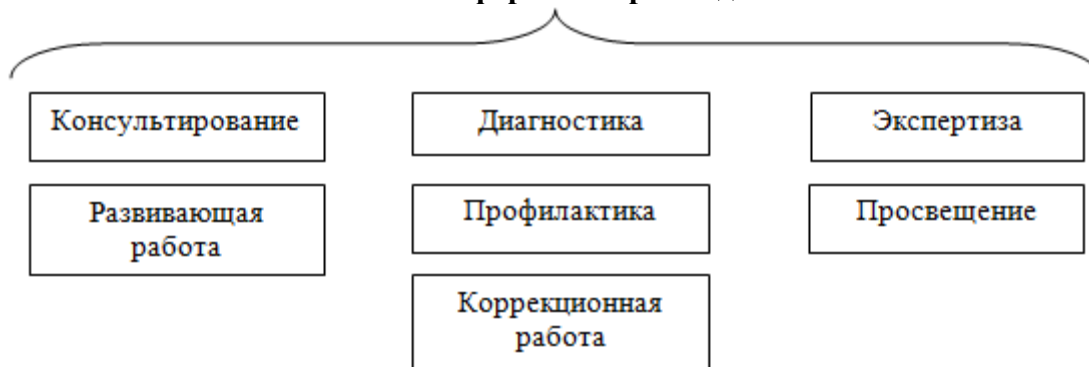 Консультирование
Диагностика
Экспертиза
Развивающая
работа
Профилактика
Просвещение
Коррекционная
работа